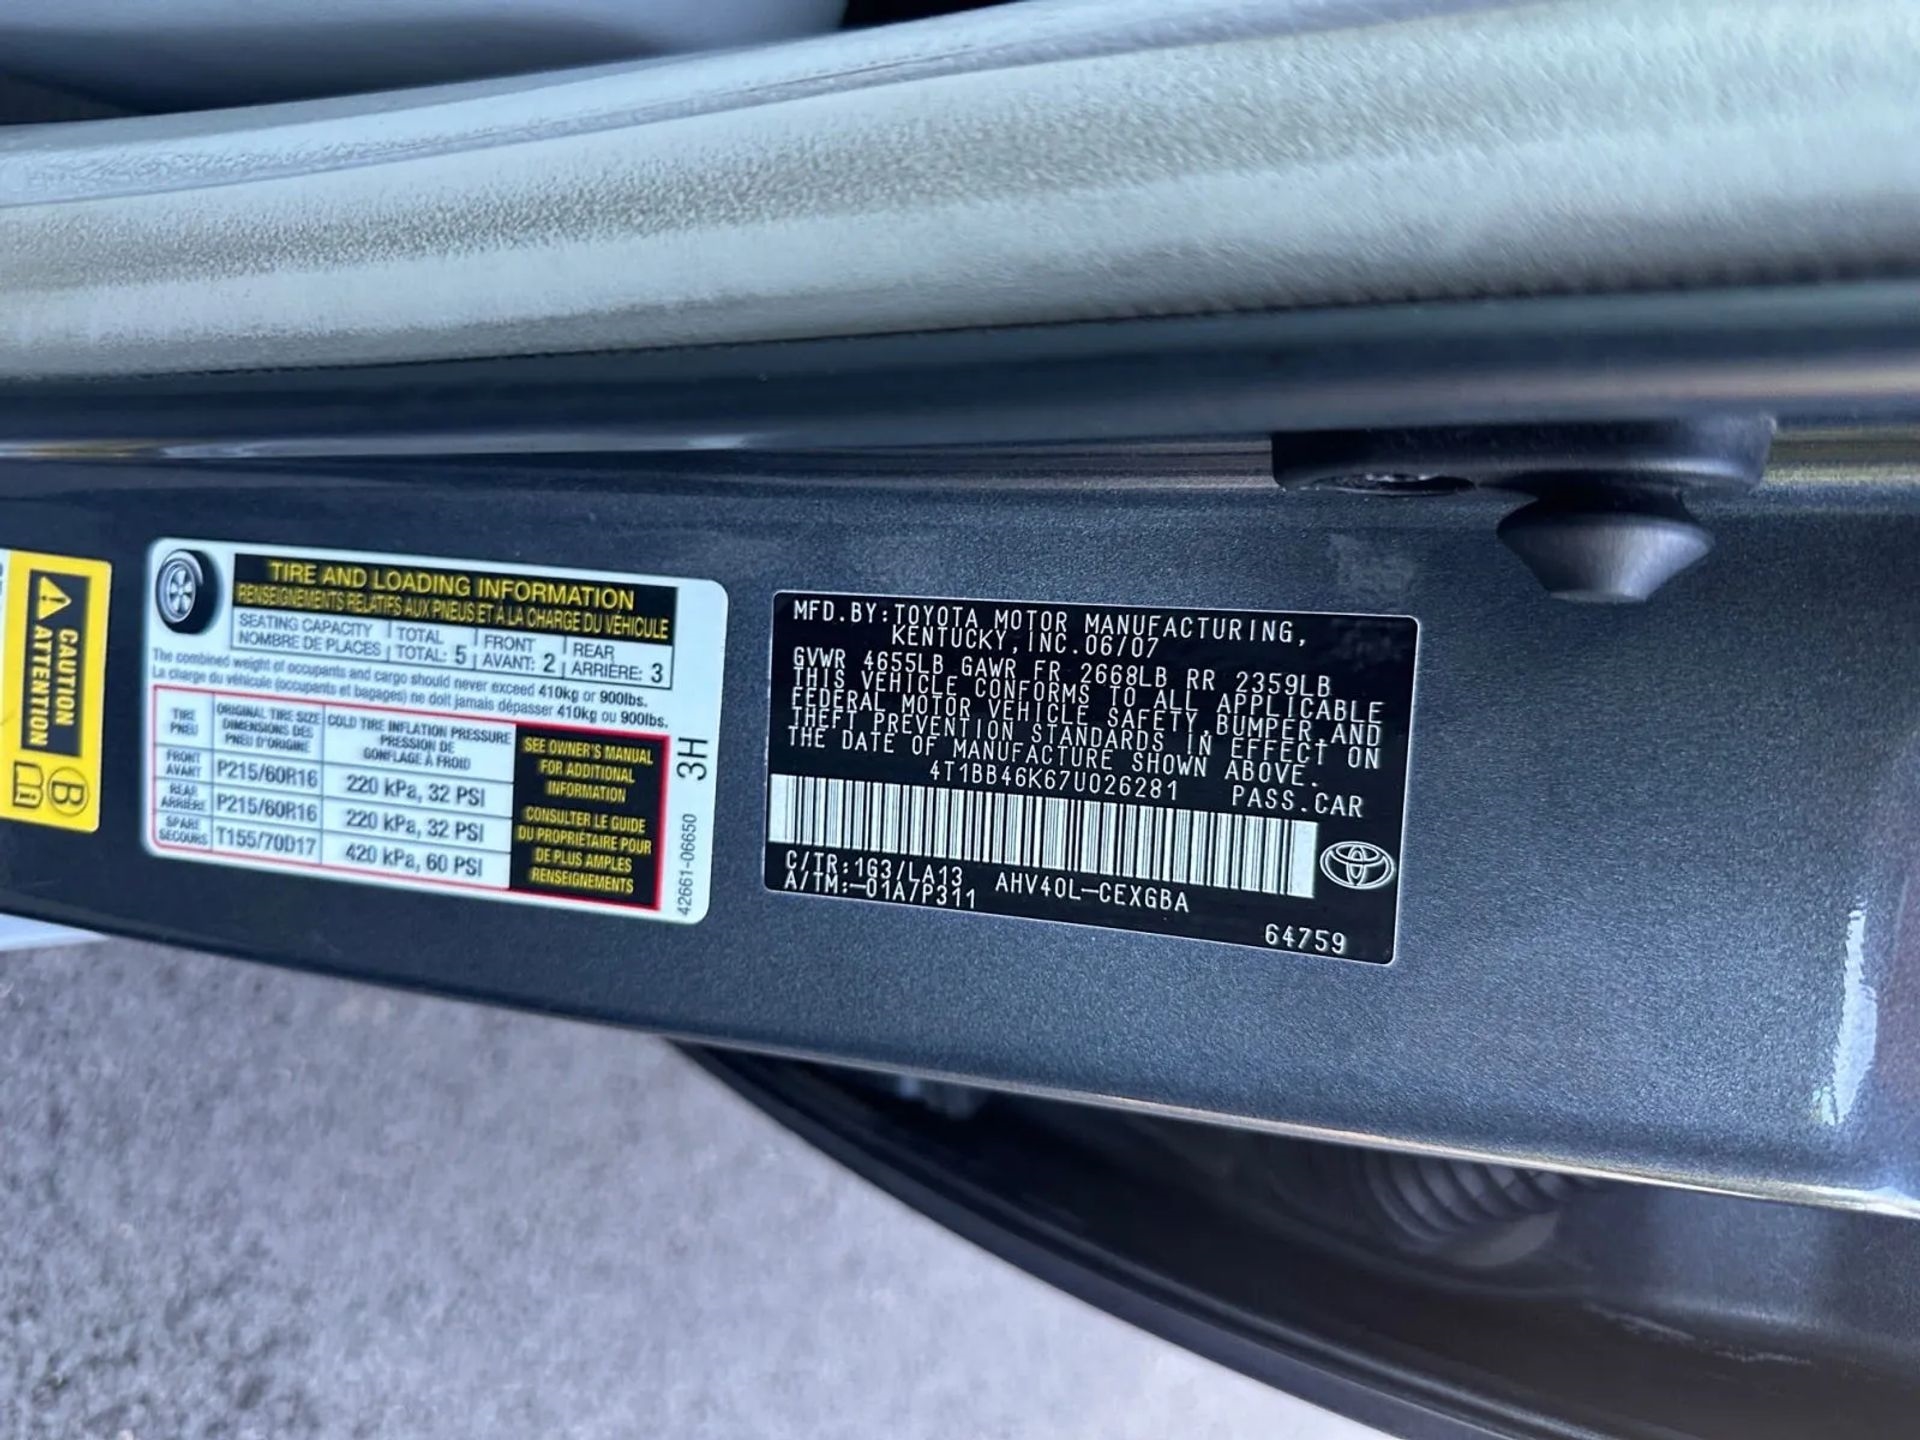 CAUTION
ATTENTION
TIRE AND LOADING INFORMATION
RENSEIGNEMENTS RELATIFS AUX PNEUS ET À LA CHARGE DU VÉHICULE
SEATING CAPACITY TOTAL FRONT REAR
NOMBRE DE PLACES TOTAL: 5 AVANT: 2 ARRIÈRE: 3
The combined weight of occupants and cargo should never exceed 410kg or 900lbs.
La charge du véhicule (occupants et bagages) ne doit jamais dépasser 410kg ou 900lbs.
TIRE
PNEU
ORIGINAL TIRE SIZE
DIMENSIONS DES
PNEU D'ORIGINE
COLD TIRE INFLATION PRESSURE
PRESSION DE
GONFLAGE À FROID
FRONT
AVANT
P215/60R16 220 kPa, 32 PSI
REAR
ARRIÈRE
P215/60R16 220 kPa, 32 PSI
SPARE
SECOURS
T155/70D17 420 kPa, 60 PSI
SEE OWNER'S MANUAL
FOR ADDITIONAL
INFORMATION
CONSULTER LE GUIDE
DU PROPRIÉTAIRE POUR
DE PLUS AMPLES
RENSEIGNEMENTS
3H
42661-06650
MFD.BY:TOYOTA MOTOR MANUFACTURING,
KENTUCKY,INC.06/07
GVWR 4655LB GAWR FR 2668LB RR 2359LB
THIS VEHICLE CONFORMS TO ALL APPLICABLE
FEDERAL MOTOR VEHICLE SAFETY,BUMPER,AND
THEFT PREVENTION STANDARDS IN EFFECT ON
THE DATE OF MANUFACTURE SHOWN ABOVE.
4T1BB46K67U026281 PASS.CAR
C/TR:1G3/LA13
A/TM:-01A/P311 AHV40L-CEXGBA
64759